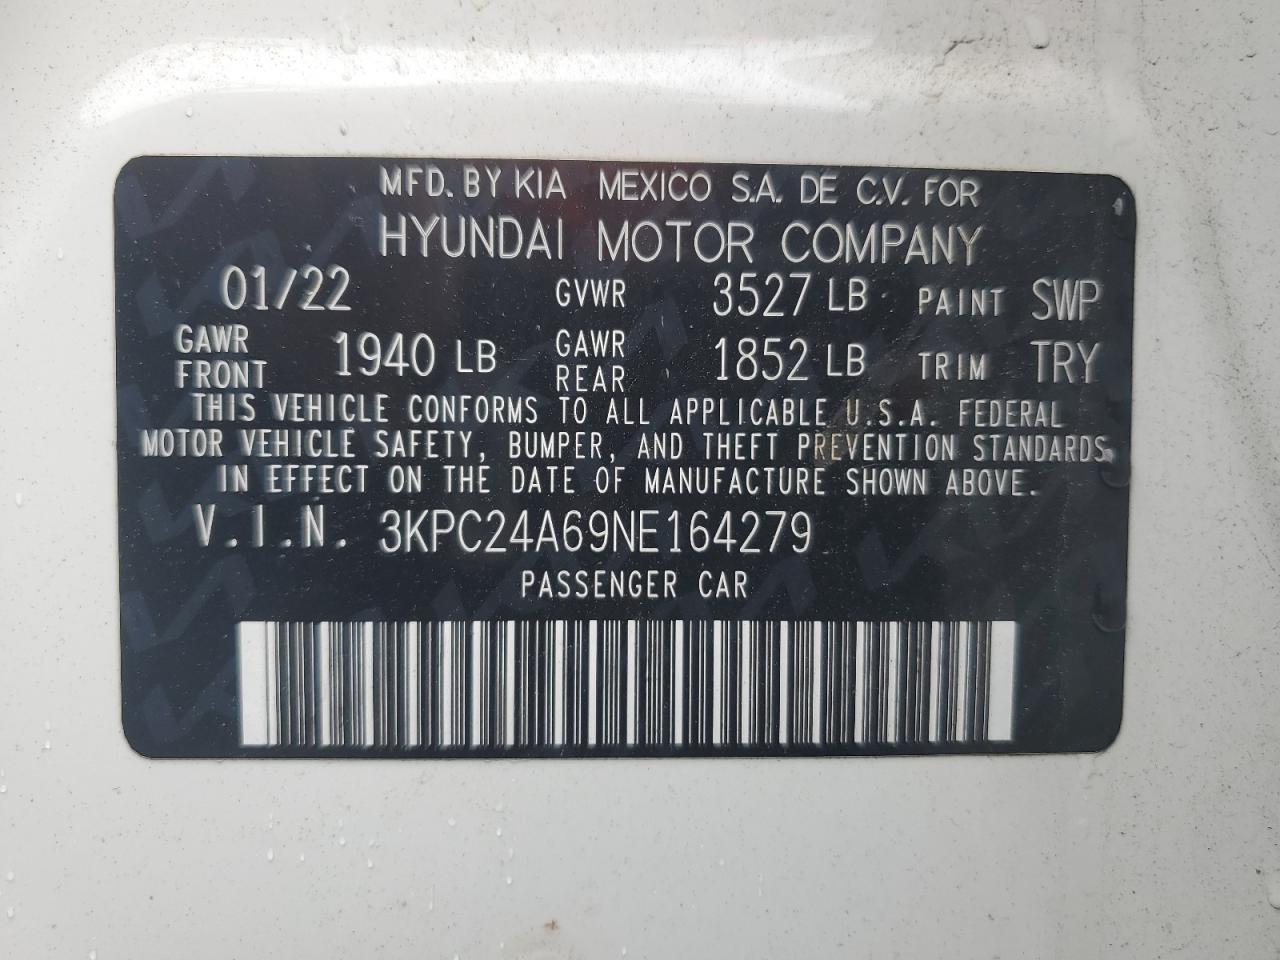 MFD. BY KIA MEXICO S.A. DE C.V. FOR
HYUNDAI MOTOR COMPANY
01/22 GVWR 3527 LB PAINT SWP
GAWR FRONT 1940 LB GAWR REAR 1852 LB TRIM TRY
THIS VEHICLE CONFORMS TO ALL APPLICABLE U.S.A. FEDERAL
MOTOR VEHICLE SAFETY, BUMPER, AND THEFT PREVENTION STANDARDS
IN EFFECT ON THE DATE OF MANUFACTURE SHOWN ABOVE.
V.I.N. 3KPC24A69NE164279
PASSENGER CAR